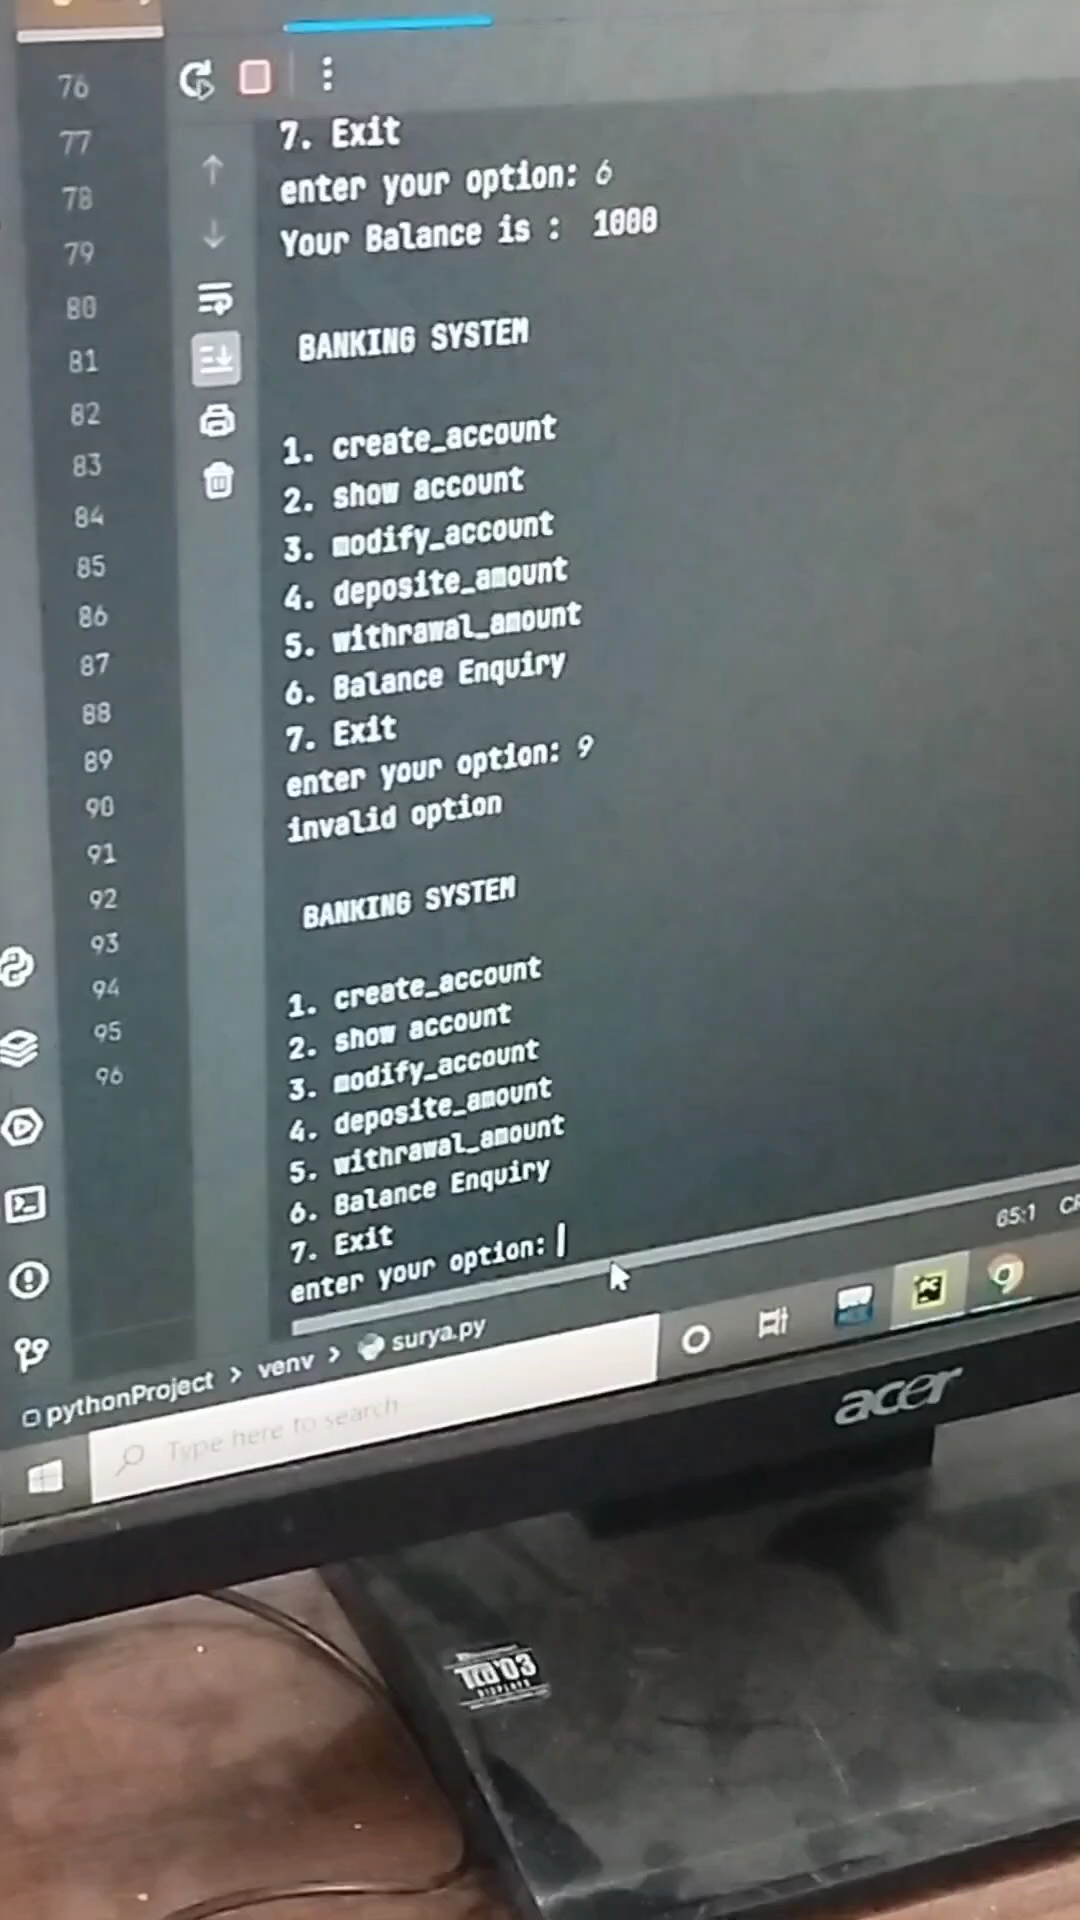 76
77
78
79
80
81
82
83
84
85
86
87
88
89
90
91
92
93
94
95
96
7. Exit
enter your option: 6
Your Balance is :  1000
BANKING SYSTEM
1. create_account
2. show account
3. modify_account
4. deposite_amount
5. withrawal_amount
6. Balance Enquiry
7. Exit
enter your option: 9
invalid option
BANKING SYSTEM
1. create_account
2. show account
3. modify_account
4. deposite_amount
5. withrawal_amount
6. Balance Enquiry
7. Exit
enter your option:
65:1
pythonProject > venv > surya.py
Type here to search
acer
TCO'03
DISPLAYS